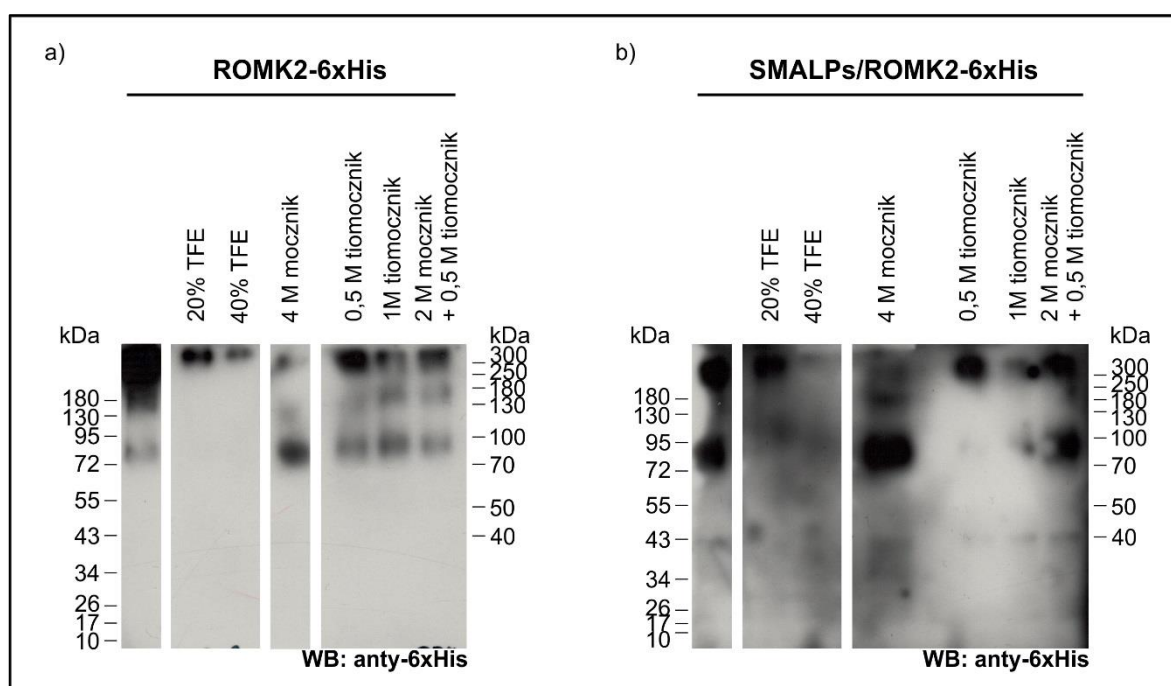 a)
ROMK2-6xHis
20% TFE
40% TFE
4 M mocznik
0,5 M tiomocznik
1M tiomocznik
2 M mocznik
+ 0,5 M tiomocznik
kDa
180
130
95
72
55
43
34
26
17
10
kDa
300
250
180
130
100
70
50
40
WB: anty-6xHis
b)
SMALPs/ROMK2-6xHis
20% TFE
40% TFE
4 M mocznik
0,5 M tiomocznik
1M tiomocznik
2 M mocznik
+ 0,5 M tiomocznik
kDa
180
130
95
72
55
43
34
26
17
10
kDa
300
250
180
130
100
70
50
40
WB: anty-6xHis